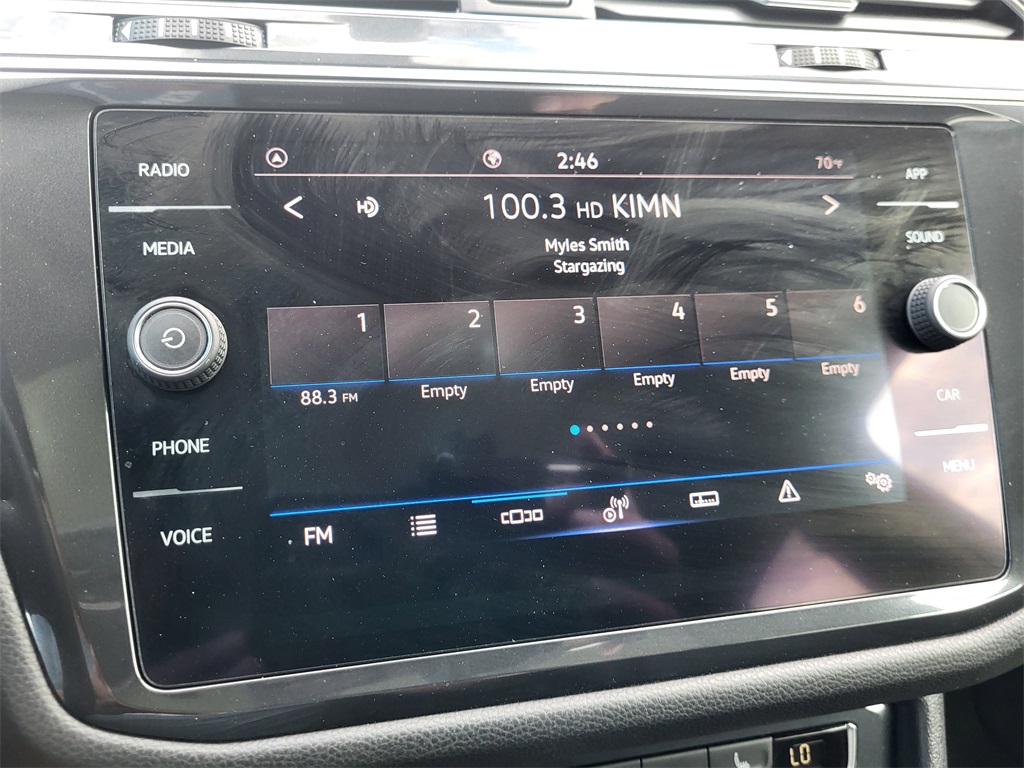 2:46 70°F
RADIO
APP
100.3 HD KIMN
MEDIA
SOUND
Myles Smith
Stargazing
1 2 3 4 5 6
88.3 FM Empty Empty Empty Empty Empty
CAR
PHONE
MENU
VOICE
FM
LO